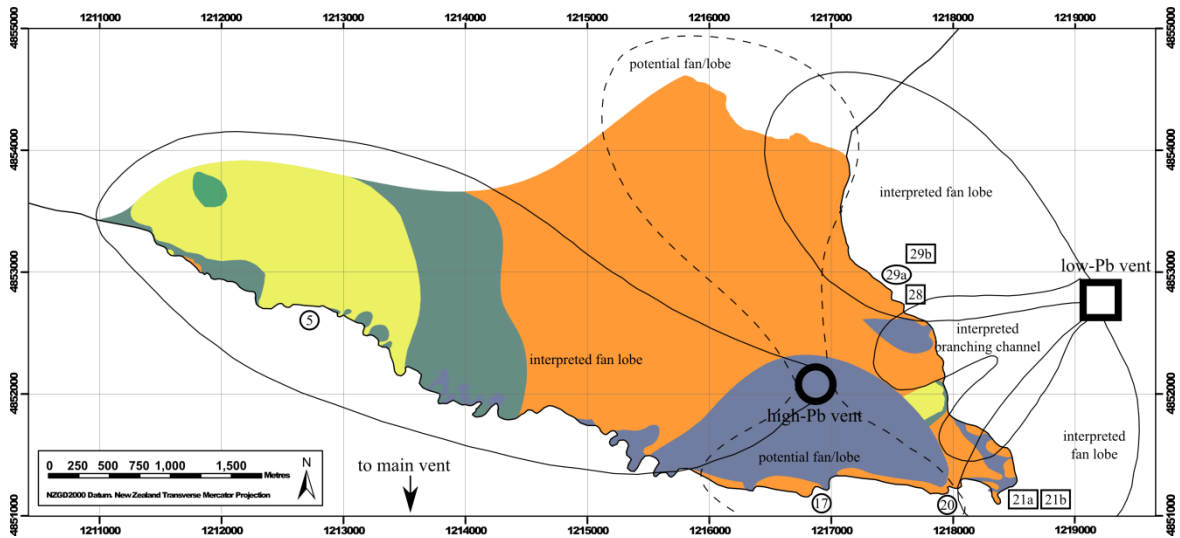 1211000 1212000 1213000 1214000 1215000 1216000 1217000 1218000 1219000
4855000 4855000
potential fan/lobe
4854000 4854000
interpreted fan lobe
29b
4853000 29a low-Pb vent 4853000
28
5
interpreted
branching channel
interpreted fan lobe
4852000 4852000
high-Pb vent
interpreted
fan lobe
0 250 500 750 1,000 1,500
Metres
N
NZGD2000 Datum. New Zealand Transverse Mercator Projection
to main vent
potential fan/lobe
17 20 21a 21b
4851000 4851000
1211000 1212000 1213000 1214000 1215000 1216000 1217000 1218000 1219000